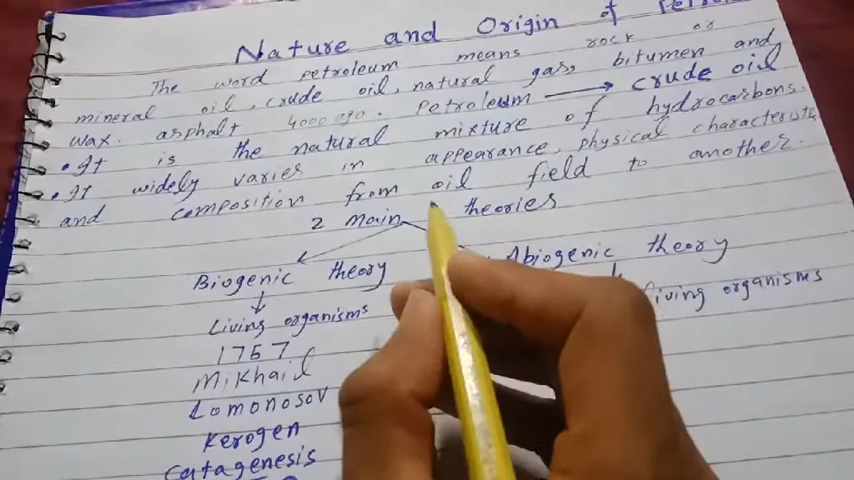 Nature and Origin of
The word petroleum means rock or
mineral oil, crude oil, natural gas, bitumen and
wax. asphalt 4000 ago. Petroleum → crude oil
• It is the natural mixture of hydrocarbons.
• It widely varies in appearance, physical characterists
and composition from oil field to another.
2 main theories
Biogenic theory Abiogenic theory
Living organisms living organisms
1757
Mikhail
Lomonosov
Kerogen
Catagenesis